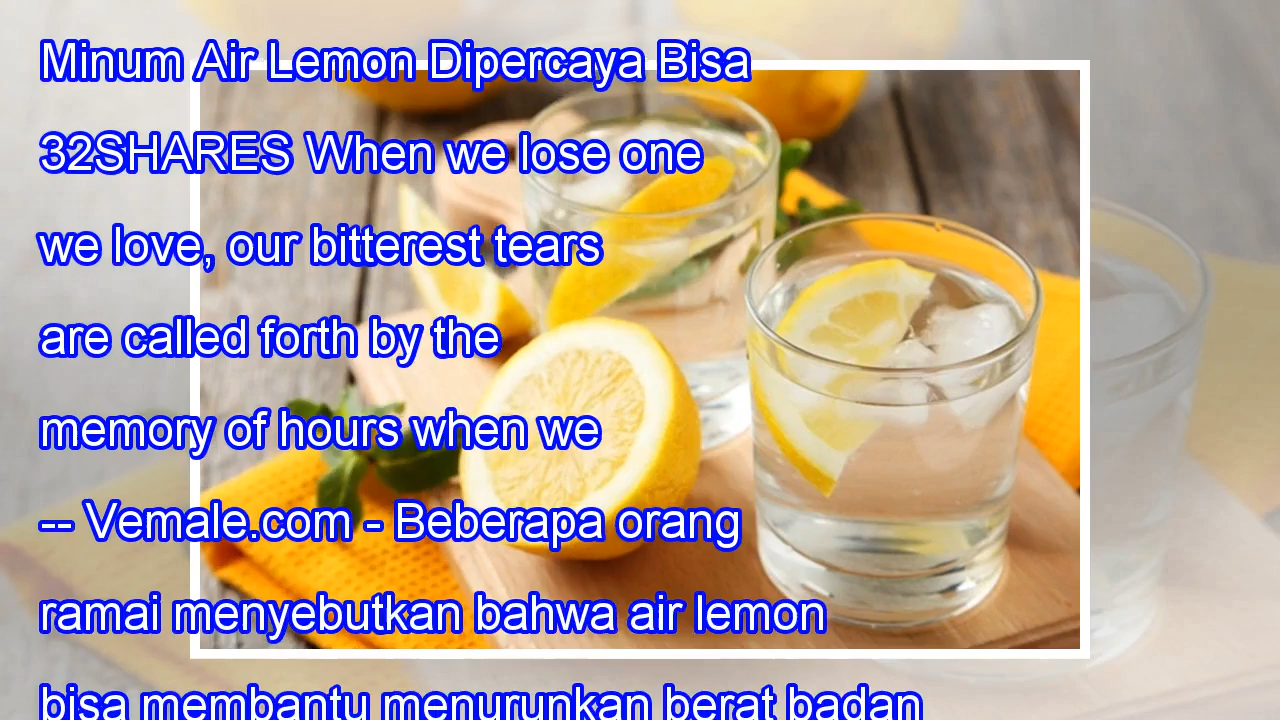 Minum Air Lemon Dipercaya Bisa
32SHARES When we lose one
we love, our bitterest tears
are called forth by the
memory of hours when we
-- Vemale.com - Beberapa orang
ramai menyebutkan bahwa air lemon
bisa membantu menurunkan berat badan